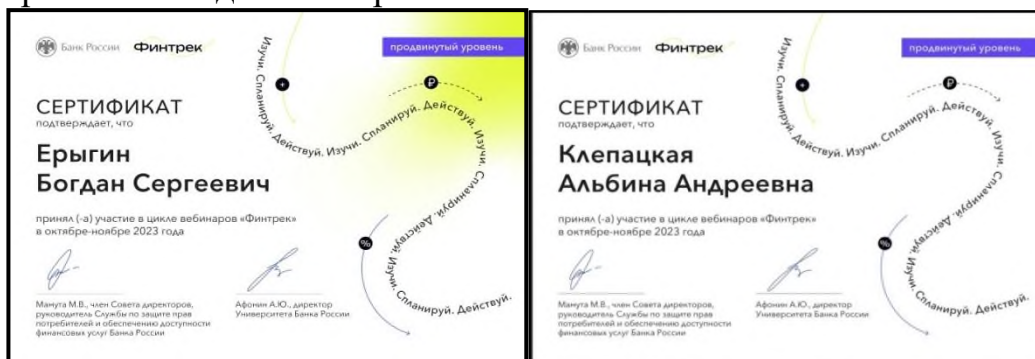 Банк России Финтрек
продвинутый уровень
СЕРТИФИКАТ
подтверждает, что
Ерыгин
Богдан Сергеевич
принял (-а) участие в цикле вебинаров «Финтрек»
в октябре-ноябре 2023 года
Мамута М.В., член Совета директоров,
руководитель Службы по защите прав
потребителей и обеспечению доступности
финансовых услуг Банка России
Афонин А.Ю., директор
Университета Банка России
Изучи. Спланируй. Действуй. Изучи. Спланируй. Действуй. Изучи. Спланируй. Действуй. Изучи. Спланируй. Действуй.
+
₽
%
Банк России Финтрек
продвинутый уровень
СЕРТИФИКАТ
подтверждает, что
Клепацкая
Альбина Андреевна
принял (-а) участие в цикле вебинаров «Финтрек»
в октябре-ноябре 2023 года
Мамута М.В., член Совета директоров,
руководитель Службы по защите прав
потребителей и обеспечению доступности
финансовых услуг Банка России
Афонин А.Ю., директор
Университета Банка России
Изучи. Спланируй. Действуй. Изучи. Спланируй. Действуй. Изучи. Спланируй. Действуй. Изучи. Спланируй. Действуй.
+
₽
%